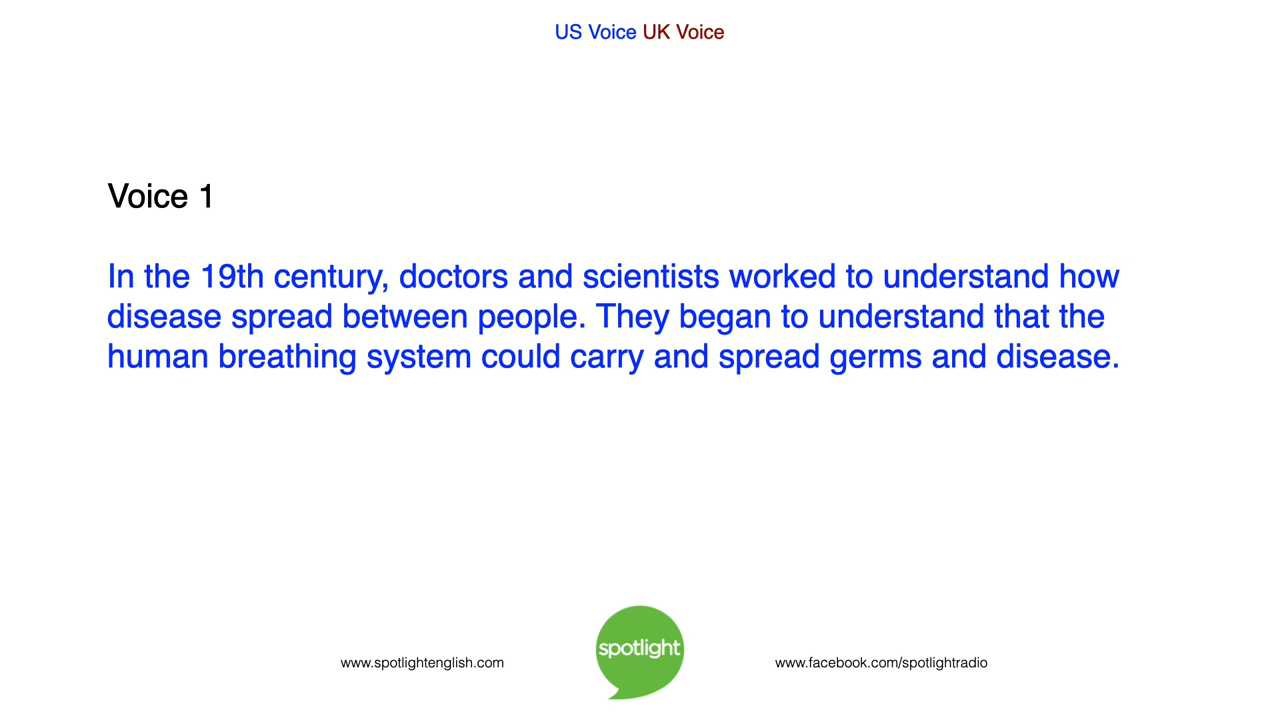 US Voice UK Voice
Voice 1
In the 19th century, doctors and scientists worked to understand how
disease spread between people. They began to understand that the
human breathing system could carry and spread germs and disease.
spotlight
www.spotlightenglish.com
www.facebook.com/spotlightradio